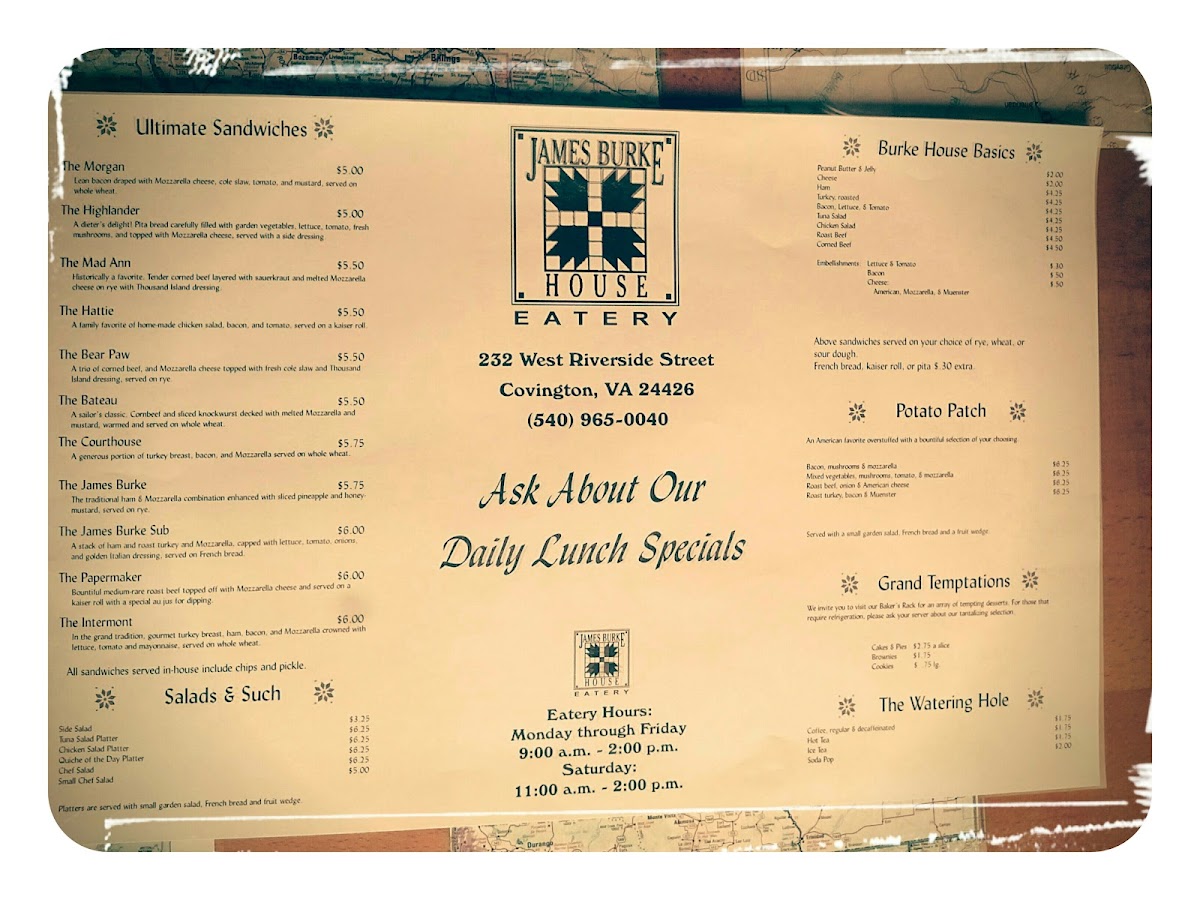 Ultimate Sandwiches
The Morgan $5.00
Lean bacon draped with Mozzarella cheese, cole slaw, tomato, and mustard, served on
whole wheat.
The Highlander $5.00
A dieter's delight! Pita bread carefully filled with garden vegetables, lettuce, tomato, fresh
mushrooms, and topped with Mozzarella cheese, served with a side dressing.
The Mad Ann $5.50
Historically a favorite. Tender corned beef layered with sauerkraut and melted Mozzarella
cheese on rye with Thousand Island dressing.
The Hattie $5.50
A family favorite of home-made chicken salad, bacon, and tomato, served on a kaiser roll.
The Bear Paw $5.50
A trio of corned beef, and Mozzarella cheese topped with fresh cole slaw and Thousand
Island dressing, served on rye.
The Bateau $5.50
A sailor's classic, Cornbeef and sliced knockwurst decked with melted Mozzarella and
mustard, warmed and served on whole wheat.
The Courthouse $5.75
A generous portion of turkey breast, bacon, and Mozzarella served on whole wheat.
The James Burke $5.75
The traditional ham & Mozzarella combination enhanced with sliced pineapple and honey-
mustard, served on rye.
The James Burke Sub $6.00
A stack of ham and roast turkey and Mozzarella, capped with lettuce, tomato, onions,
and golden Italian dressing, served on French bread.
The Papermaker $6.00
Bountiful medium-rare roast beef topped off with Mozzarella cheese and served on a
kaiser roll with a special au jus for dipping.
The Intermont $6.00
In the grand tradition, gourmet turkey breast, ham, bacon, and Mozzarella crowned with
lettuce, tomato and mayonnaise, served on whole wheat.
All sandwiches served in-house include chips and pickle.
Salads & Such
Side Salad $3.25
Tuna Salad Platter $6.25
Chicken Salad Platter $6.25
Quiche of the Day Platter $6.25
Chef Salad $6.25
Small Chef Salad $5.00
Platters are served with small garden salad, French bread and fruit wedge.
JAMES BURKE
HOUSE
EATERY
232 West Riverside Street
Covington, VA 24426
(540) 965-0040
Ask About Our
Daily Lunch Specials
JAMES BURKE
HOUSE
EATERY
Eatery Hours:
Monday through Friday
9:00 a.m. - 2:00 p.m.
Saturday:
11:00 a.m. - 2:00 p.m.
Burke House Basics
Peanut Butter & Jelly $2.00
Cheese $2.00
Ham $4.25
Turkey, roasted $4.25
Bacon, Lettuce, & Tomato $4.25
Tuna Salad $4.25
Chicken Salad $4.25
Roast Beef $4.50
Corned Beef $4.50
Embellishments: Lettuce & Tomato $ .30
Bacon $ .50
Cheese: $ .50
American, Mozzarella, & Muenster
Above sandwiches served on your choice of rye, wheat, or
sour dough.
French bread, kaiser roll, or pita $.30 extra.
Potato Patch
An American favorite overstuffed with a bountiful selection of your choosing.
Bacon, mushrooms & mozzarella $6.25
Mixed vegetables, mushrooms, tomato, & mozzarella $6.25
Roast beef, onion & American cheese $6.25
Roast turkey, bacon & Muenster $6.25
Served with a small garden salad, French bread and a fruit wedge.
Grand Temptations
We invite you to visit our Baker's Rack for an array of tempting desserts. For those that
require refrigeration, please ask your server about our tantalizing selection.
Cakes & Pies $2.75 a slice
Brownies $1.75
Cookies $ .75 lg.
The Watering Hole
Coffee, regular & decaffeinated $1.75
Hot Tea $1.75
Ice Tea $1.75
Soda Pop $2.00
Billings
Bozeman
Livingston
Durango
Monte Vista
Alamosa